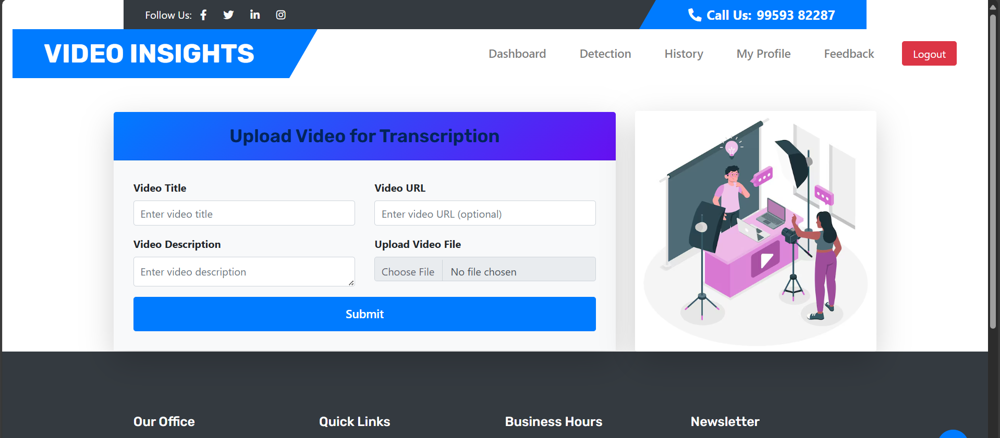 Follow Us:
Call Us: 99593 82287
VIDEO INSIGHTS
Dashboard
Detection
History
My Profile
Feedback
Logout
Upload Video for Transcription
Video Title
Video URL
Enter video title
Enter video URL (optional)
Video Description
Upload Video File
Enter video description
Choose File
No file chosen
Submit
Our Office
Quick Links
Business Hours
Newsletter